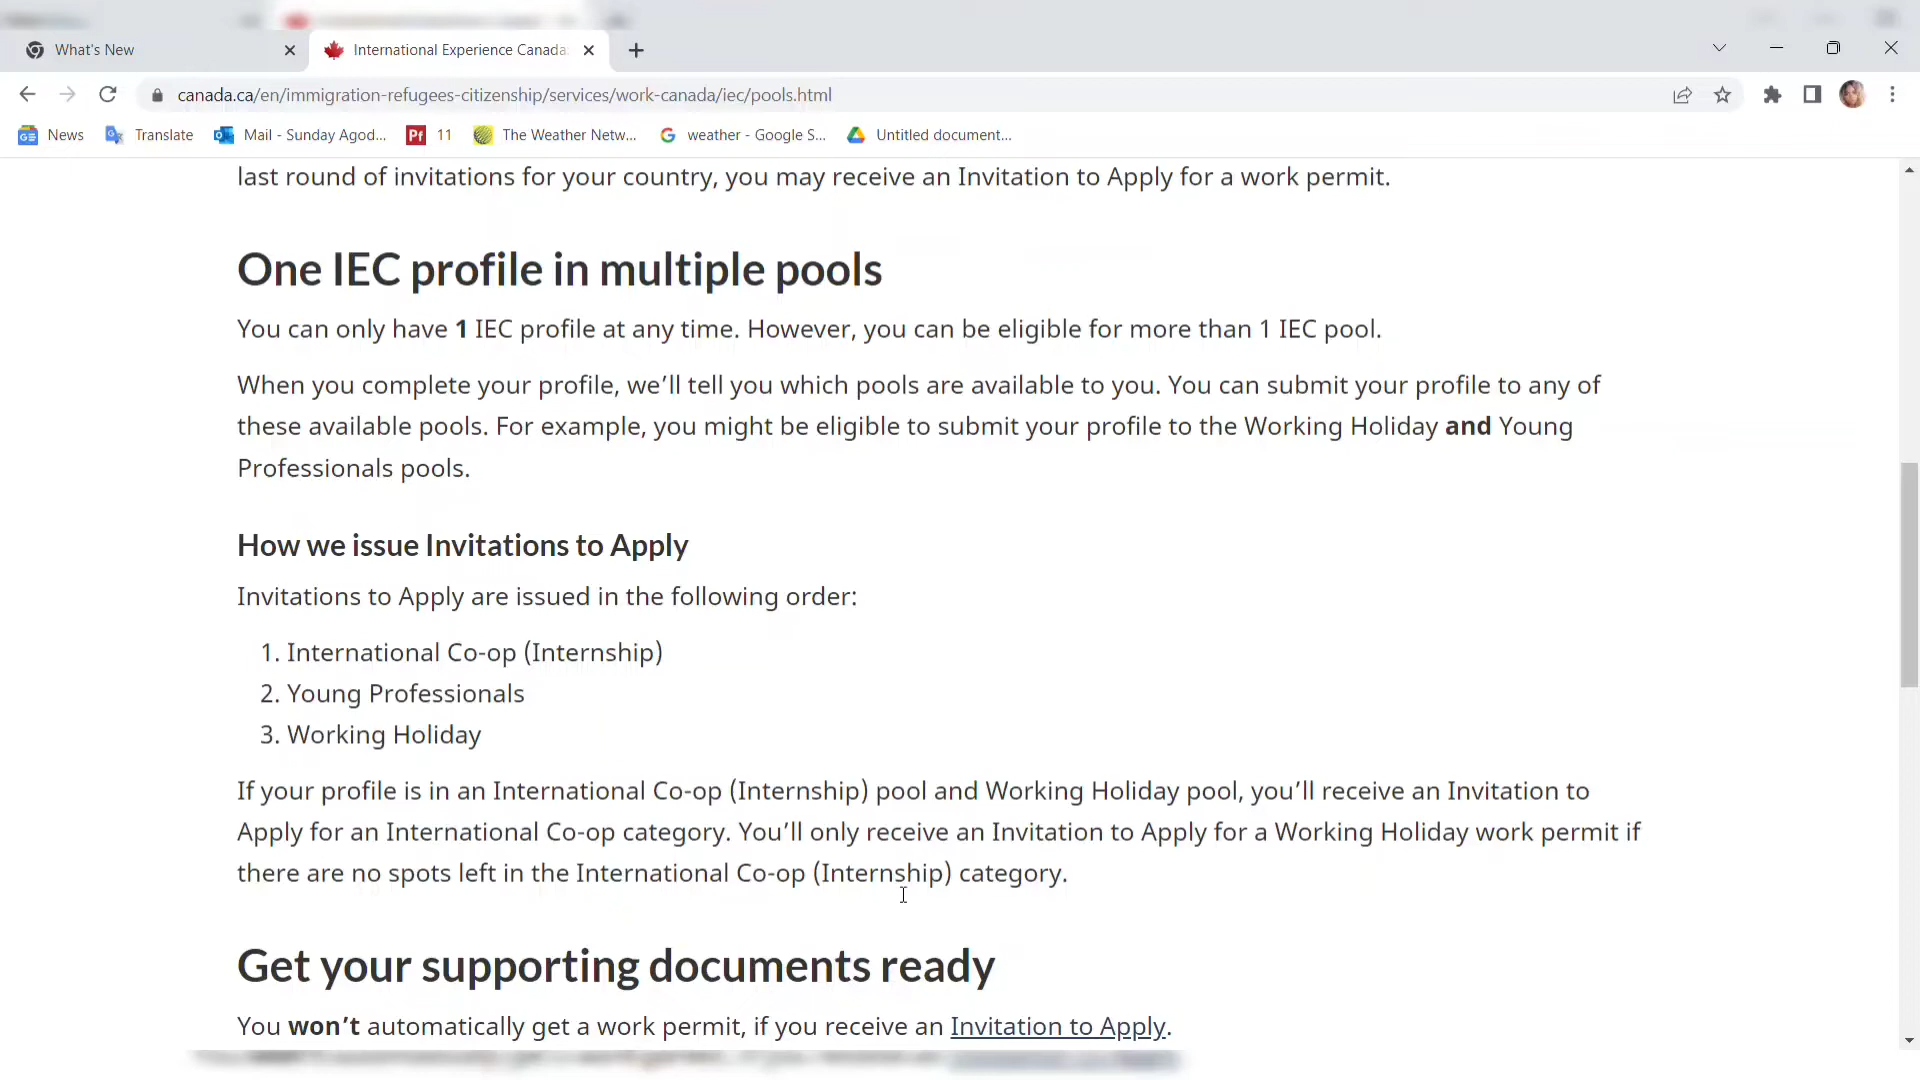 What's New
International Experience Canada
canada.ca/en/immigration-refugees-citizenship/services/work-canada/iec/pools.html
News
Translate
Mail - Sunday Agod...
11
The Weather Netw...
weather - Google S...
Untitled document...
last round of invitations for your country, you may receive an Invitation to Apply for a work permit.
One IEC profile in multiple pools
You can only have 1 IEC profile at any time. However, you can be eligible for more than 1 IEC pool.
When you complete your profile, we’ll tell you which pools are available to you. You can submit your profile to any of
these available pools. For example, you might be eligible to submit your profile to the Working Holiday and Young
Professionals pools.
How we issue Invitations to Apply
Invitations to Apply are issued in the following order:
1. International Co-op (Internship)
2. Young Professionals
3. Working Holiday
If your profile is in an International Co-op (Internship) pool and Working Holiday pool, you’ll receive an Invitation to
Apply for an International Co-op category. You’ll only receive an Invitation to Apply for a Working Holiday work permit if
there are no spots left in the International Co-op (Internship) category.
Get your supporting documents ready
You won’t automatically get a work permit, if you receive an Invitation to Apply.